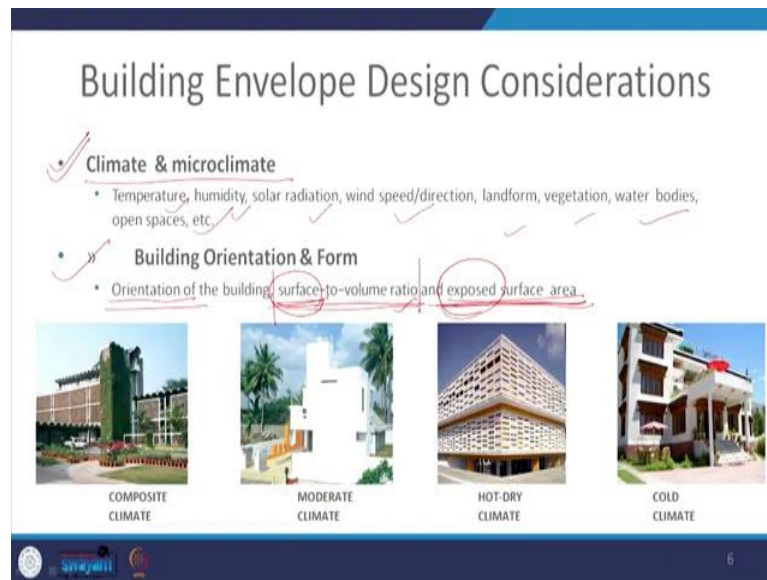 Building Envelope Design Considerations
• Climate & microclimate
• Temperature, humidity, solar radiation, wind speed/direction, landform, vegetation, water bodies,
open spaces, etc.
• » Building Orientation & Form
• Orientation of the building, surface-to-volume ratio and exposed surface area
COMPOSITE
CLIMATE
MODERATE
CLIMATE
HOT-DRY
CLIMATE
COLD
CLIMATE
swayam
6